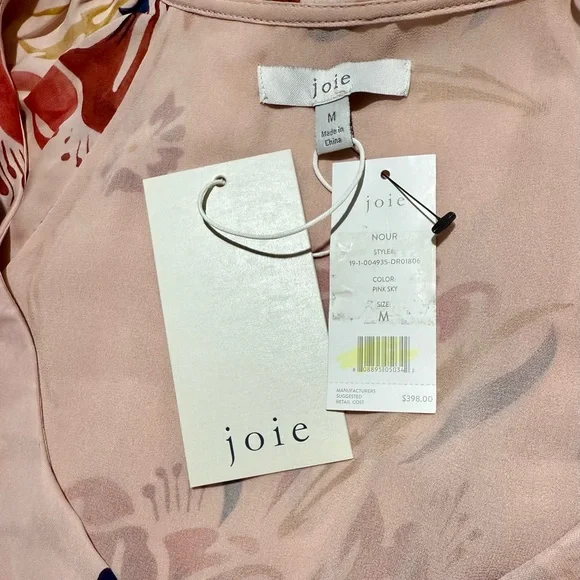 joie
M
Made in
China
joie
NOUR
STYLE#:
19-1-004935-DR01806
COLOR:
PINK SKY
SIZE:
M
MANUFACTURERS
SUGGESTED
RETAIL COST
$398.00
joie